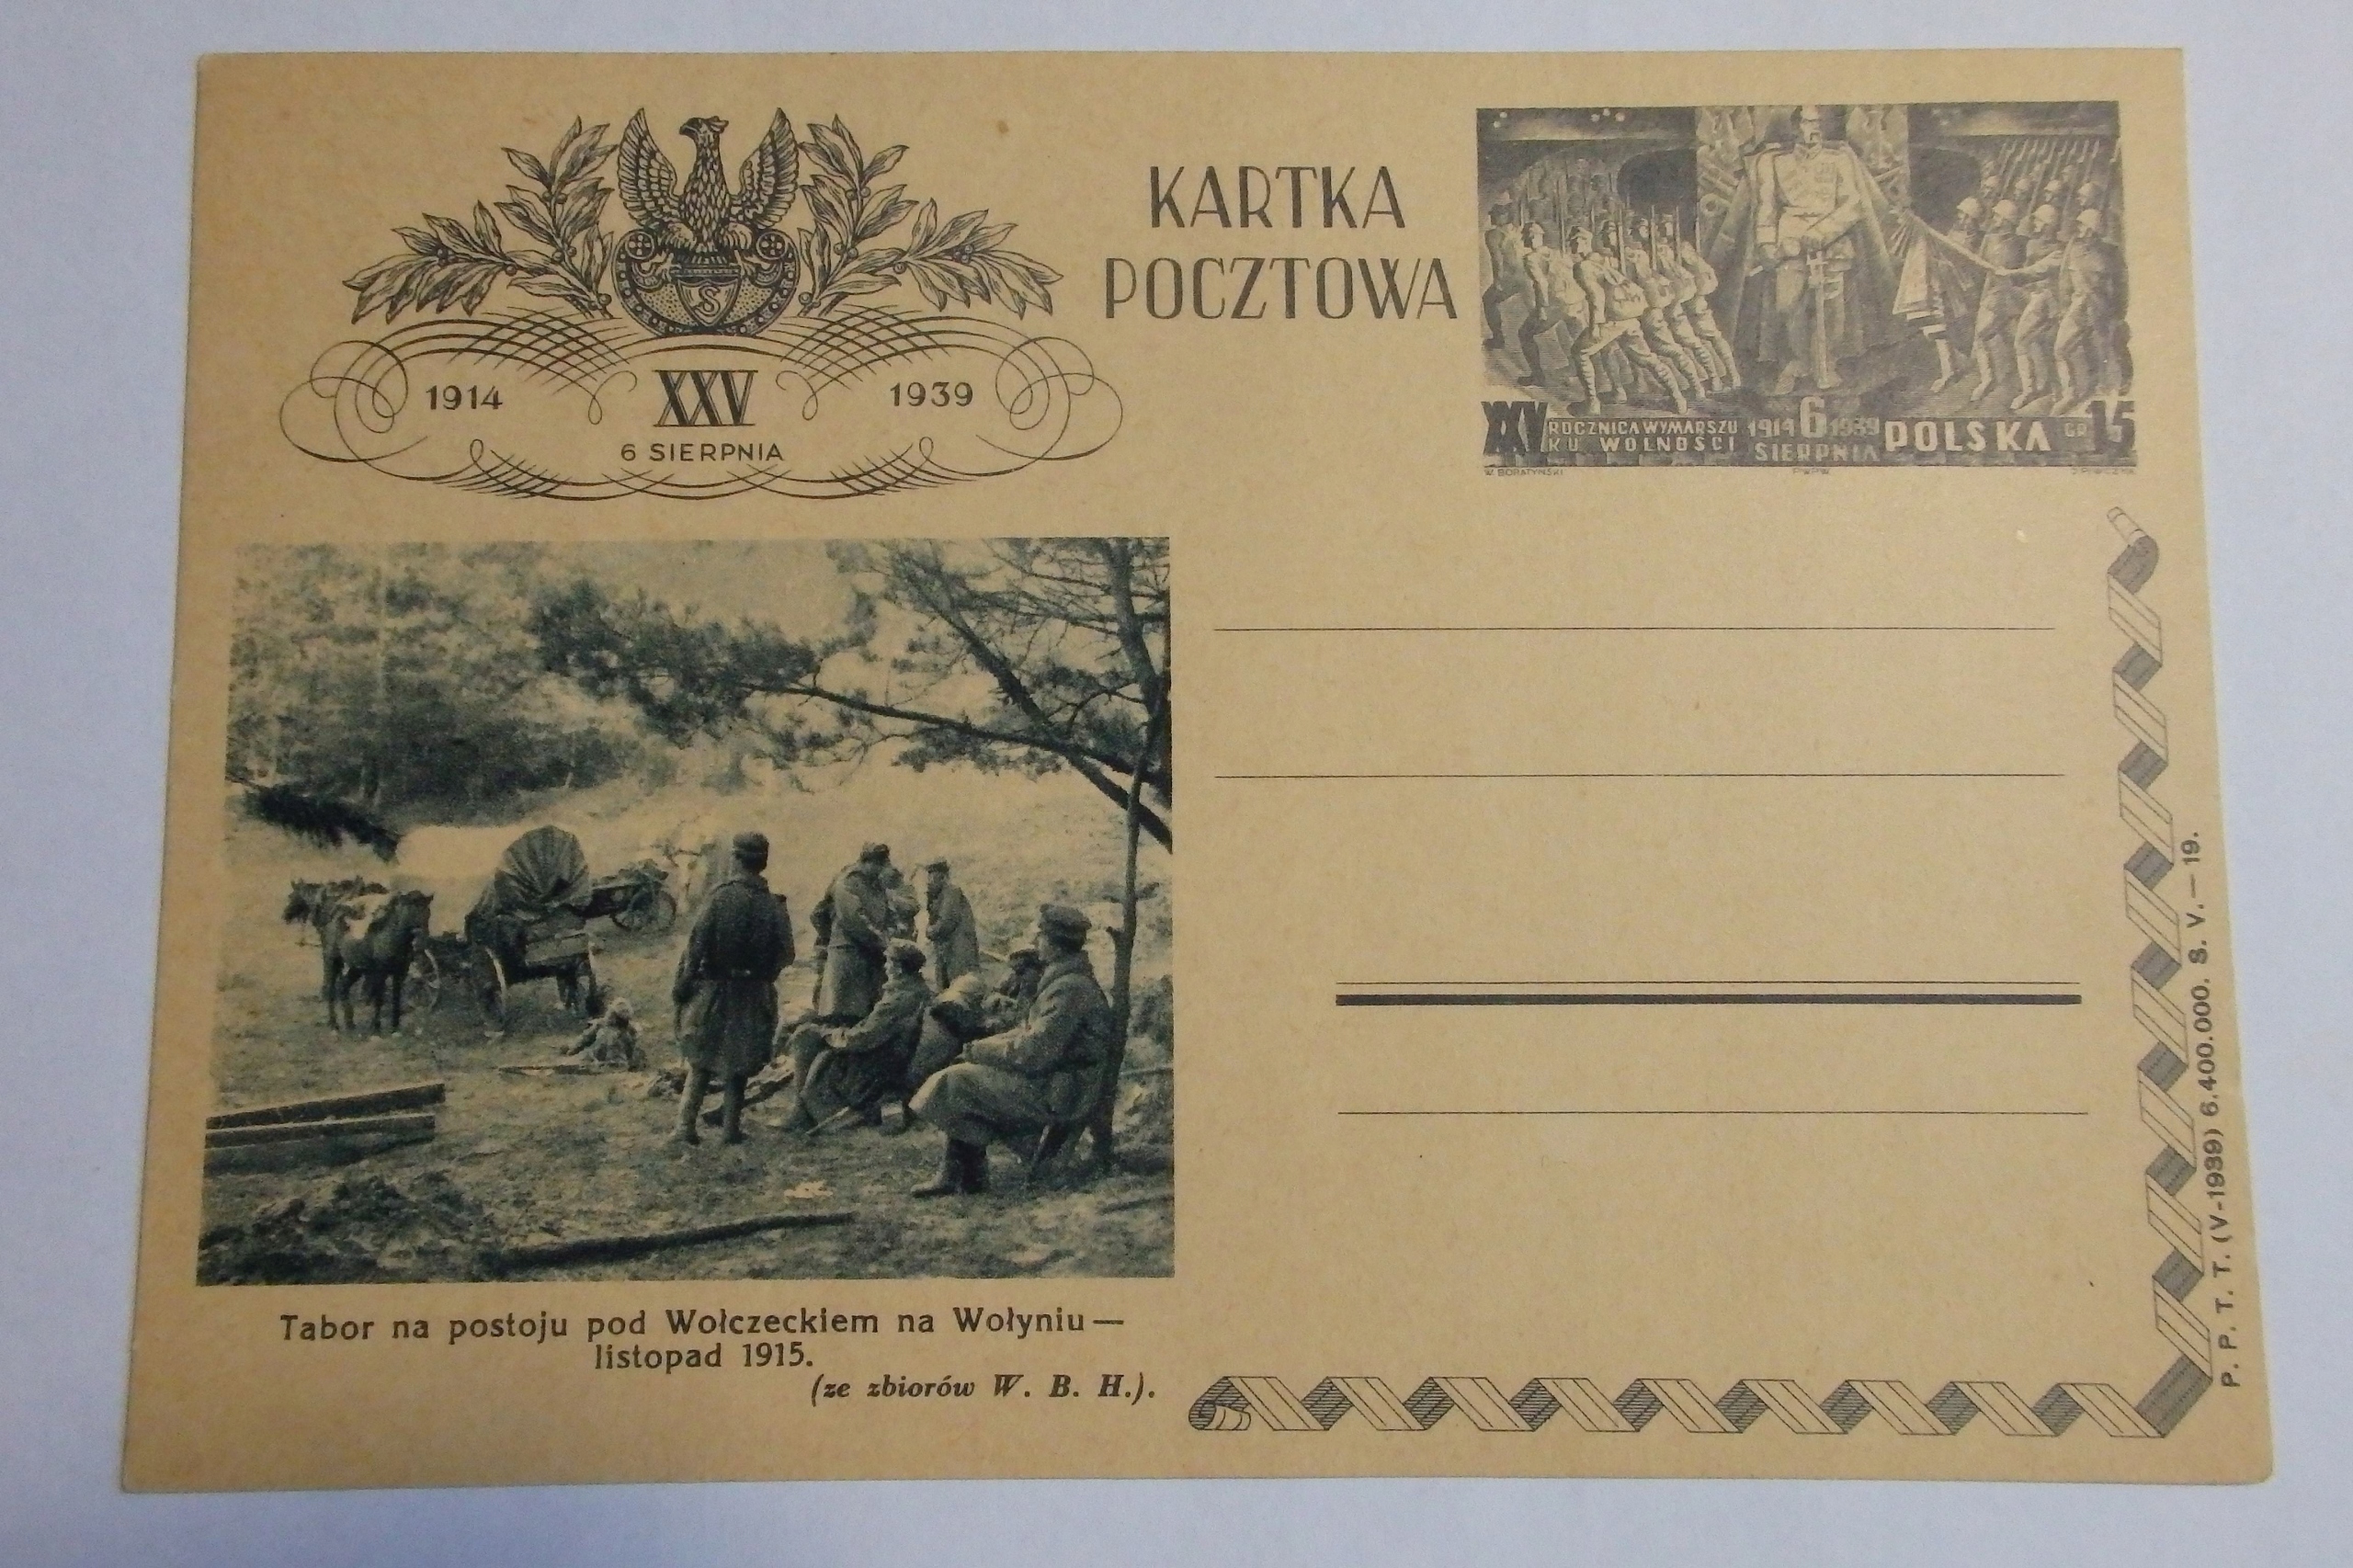 KARTKA
POCZTOWA
S
1914 XXV 1939
6 SIERPNIA
XXV ROCZNICA WYMARSZU
KU WOLNOŚCI
1914 6 1939
SIERPNIA
POLSKA GR 15
W. BORATYŃSKI
P.W.P.W.
Tabor na postoju pod Wołczeckiem na Wołyniu —
listopad 1915.
(ze zbiorów W. B. H.).
P. P. T. T. (V-1939) 6.400.000. S. V. — 19.